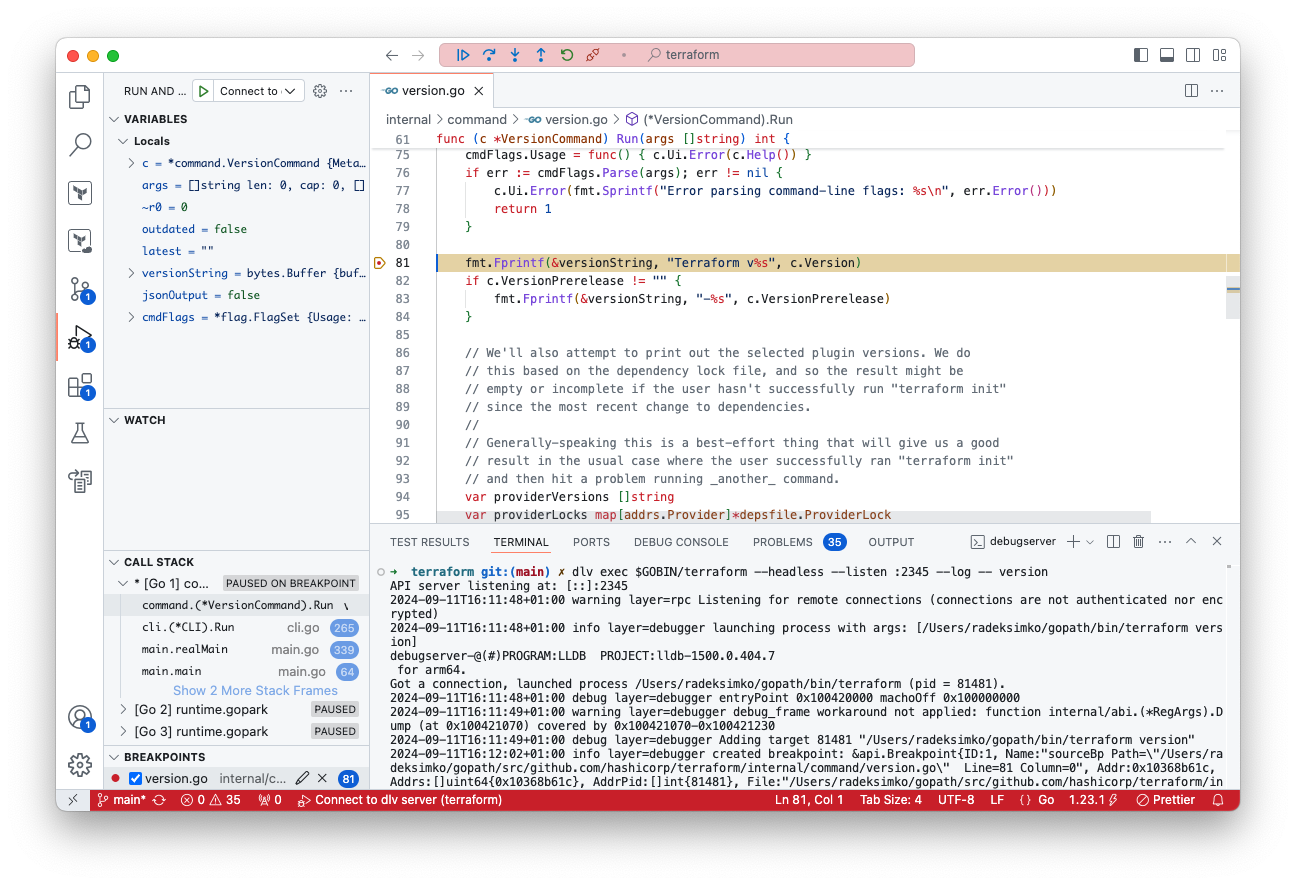 terraform
RUN AND ...
Connect to
VARIABLES
Locals
c = *command.VersionCommand {Meta…
args = []string len: 0, cap: 0, []
~r0 = 0
outdated = false
latest = ""
versionString = bytes.Buffer {buf…
jsonOutput = false
cmdFlags = *flag.FlagSet {Usage: …
WATCH
CALL STACK
* [Go 1] co... PAUSED ON BREAKPOINT
command.(*VersionCommand).Run
cli.(*CLI).Run cli.go 265
main.realMain main.go 339
main.main main.go 64
Show 2 More Stack Frames
[Go 2] runtime.gopark PAUSED
[Go 3] runtime.gopark PAUSED
BREAKPOINTS
version.go internal/c... 81
1
1
1
1
version.go
internal > command > version.go > (*VersionCommand).Run
61 func (c *VersionCommand) Run(args []string) int {
75 cmdFlags.Usage = func() { c.Ui.Error(c.Help()) }
76 if err := cmdFlags.Parse(args); err != nil {
77 c.Ui.Error(fmt.Sprintf("Error parsing command-line flags: %s\n", err.Error()))
78 return 1
79 }
80
81 fmt.Fprintf(&versionString, "Terraform v%s", c.Version)
82 if c.VersionPrerelease != "" {
83 fmt.Fprintf(&versionString, "-%s", c.VersionPrerelease)
84 }
85
86 // We'll also attempt to print out the selected plugin versions. We do
87 // this based on the dependency lock file, and so the result might be
88 // empty or incomplete if the user hasn't successfully run "terraform init"
89 // since the most recent change to dependencies.
90 //
91 // Generally-speaking this is a best-effort thing that will give us a good
92 // result in the usual case where the user successfully ran "terraform init"
93 // and then hit a problem running _another_ command.
94 var providerVersions []string
95 var providerLocks map[addrs.Provider]*depsfile.ProviderLock
TEST RESULTS TERMINAL PORTS DEBUG CONSOLE PROBLEMS 35 OUTPUT debugserver
➜ terraform git:(main) ✗ dlv exec $GOBIN/terraform --headless --listen :2345 --log -- version
API server listening at: [::]:2345
2024-09-11T16:11:48+01:00 warning layer=rpc Listening for remote connections (connections are not authenticated nor enc
rypted)
2024-09-11T16:11:48+01:00 info layer=debugger launching process with args: [/Users/radeksimko/gopath/bin/terraform vers
ion]
debugserver-@(#)PROGRAM:LLDB PROJECT:lldb-1500.0.404.7
for arm64.
Got a connection, launched process /Users/radeksimko/gopath/bin/terraform (pid = 81481).
2024-09-11T16:11:48+01:00 debug layer=debugger entryPoint 0x100420000 machoOff 0x100000000
2024-09-11T16:11:49+01:00 warning layer=debugger debug_frame workaround not applied: function internal/abi.(*RegArgs).D
ump (at 0x100421070) covered by 0x100421070-0x100421230
2024-09-11T16:11:49+01:00 debug layer=debugger Adding target 81481 "/Users/radeksimko/gopath/bin/terraform version"
2024-09-11T16:12:02+01:00 info layer=debugger created breakpoint: &api.Breakpoint{ID:1, Name:"sourceBp Path=\"/Users/ra
deksimko/gopath/src/github.com/hashicorp/terraform/internal/command/version.go\" Line=81 Column=0", Addr:0x10368b61c,
Addrs:[]uint64{0x10368b61c}, AddrPid:[]int{81481}, File:"/Users/radeksimko/gopath/src/github.com/hashicorp/terraform/in
main* 0 35 0 Connect to dlv server (terraform) Ln 81, Col 1 Tab Size: 4 UTF-8 LF {} Go 1.23.1 Prettier